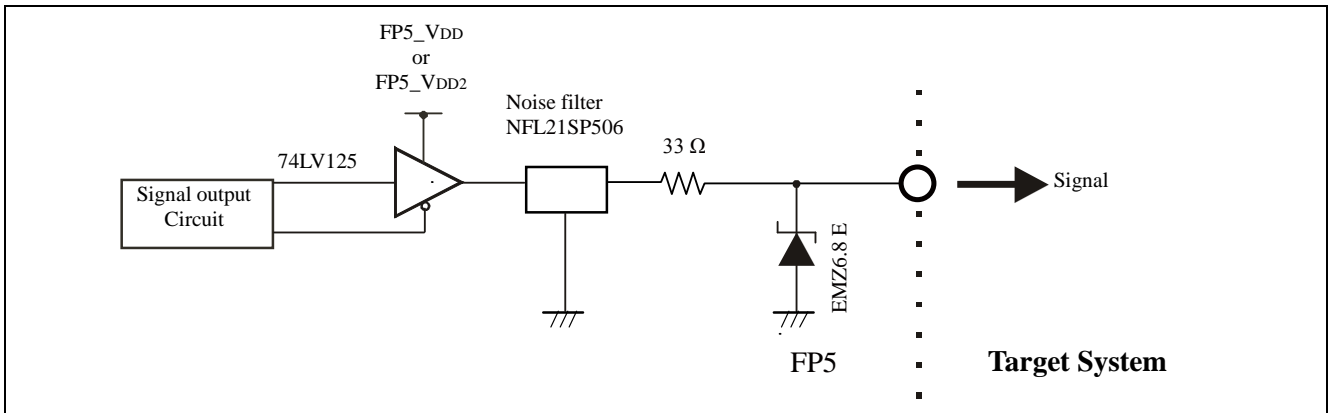 FP5_VDD
or
FP5_VDD2
Noise filter
NFL21SP506
33 Ω
74LV125
Signal output
Circuit
Signal
EMZ6.8 E
FP5
Target System